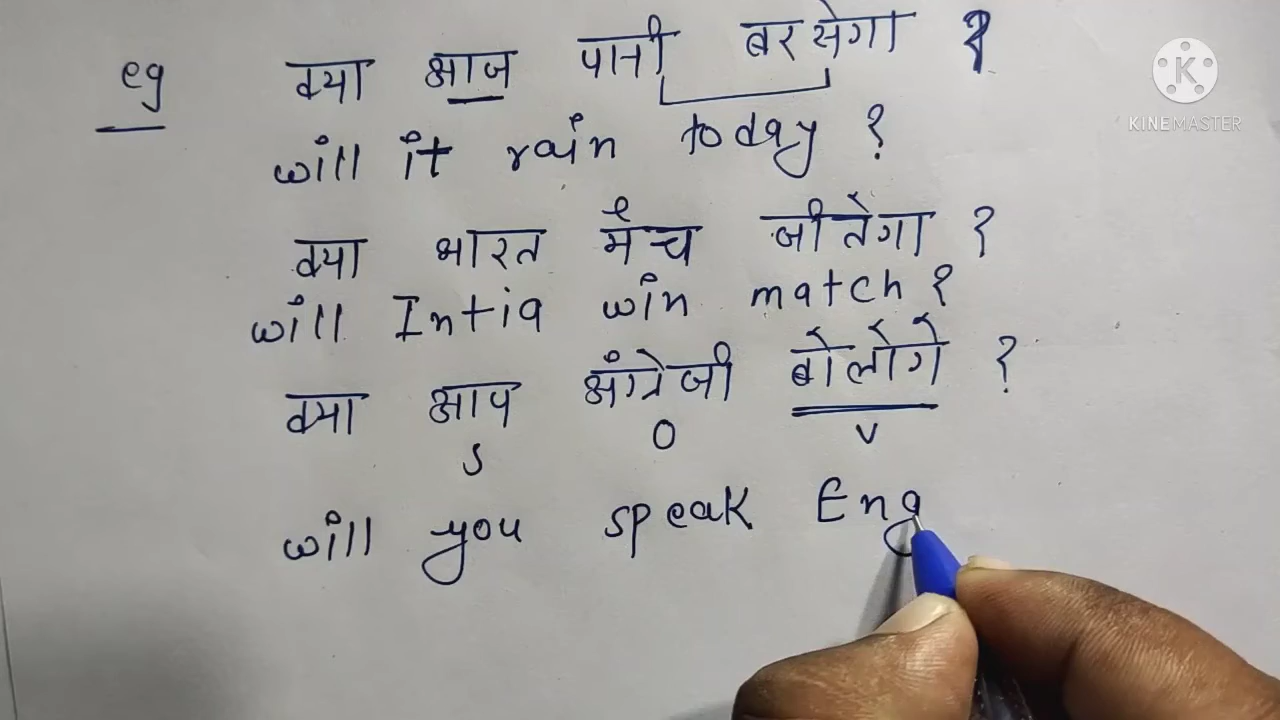 eg क्या आज पानी बरसेगा ?
will it rain today ?
क्या भारत मैच जीतेगा ?
will Intia win match ?
क्या आप अंग्रेजी बोलोगे ?
S O V
will you speak Eng
K
KINEMASTER